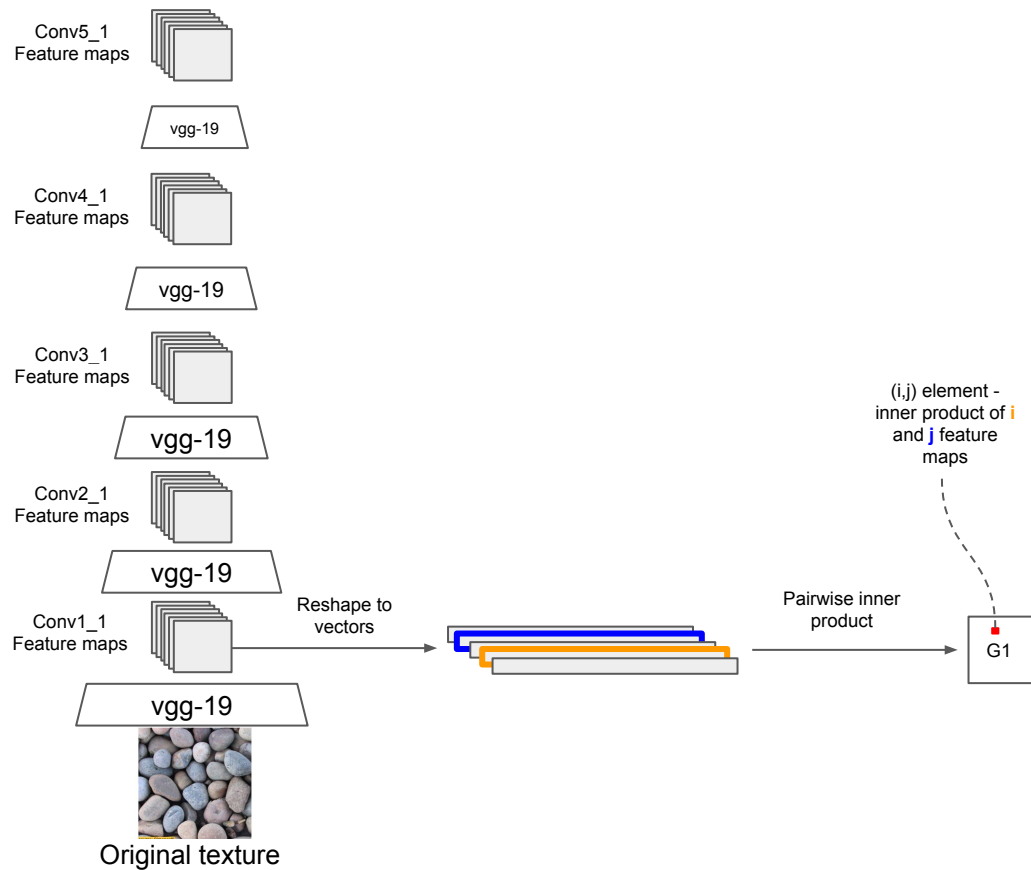 Conv5_1
Feature maps
vgg-19
Conv4_1
Feature maps
vgg-19
Conv3_1
Feature maps
vgg-19
(i,j) element -
inner product of i
and j feature
maps
Conv2_1
Feature maps
vgg-19
Conv1_1
Feature maps
Reshape to
vectors
Pairwise inner
product
G1
vgg-19
Original texture